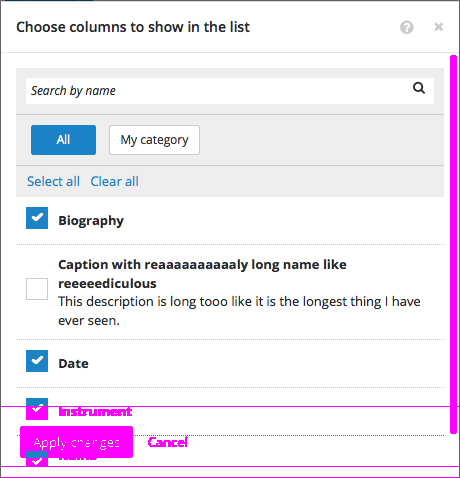 Choose columns to show in the list
Search by name
All
My category
Select all
Clear all
Biography
Caption with reaaaaaaaaaaly long name like
reeeeediculous
This description is long tooo like it is the longest thing I have
ever seen.
Date
Instrument
Apply changes
Cancel